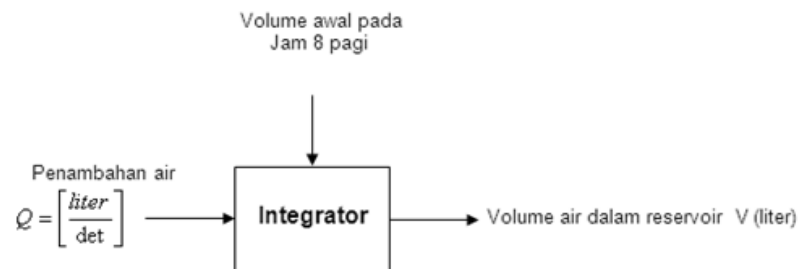 Volume awal pada
Jam 8 pagi
Penambahan air
Q = [liter/det]
Integrator
Volume air dalam reservoir V (liter)